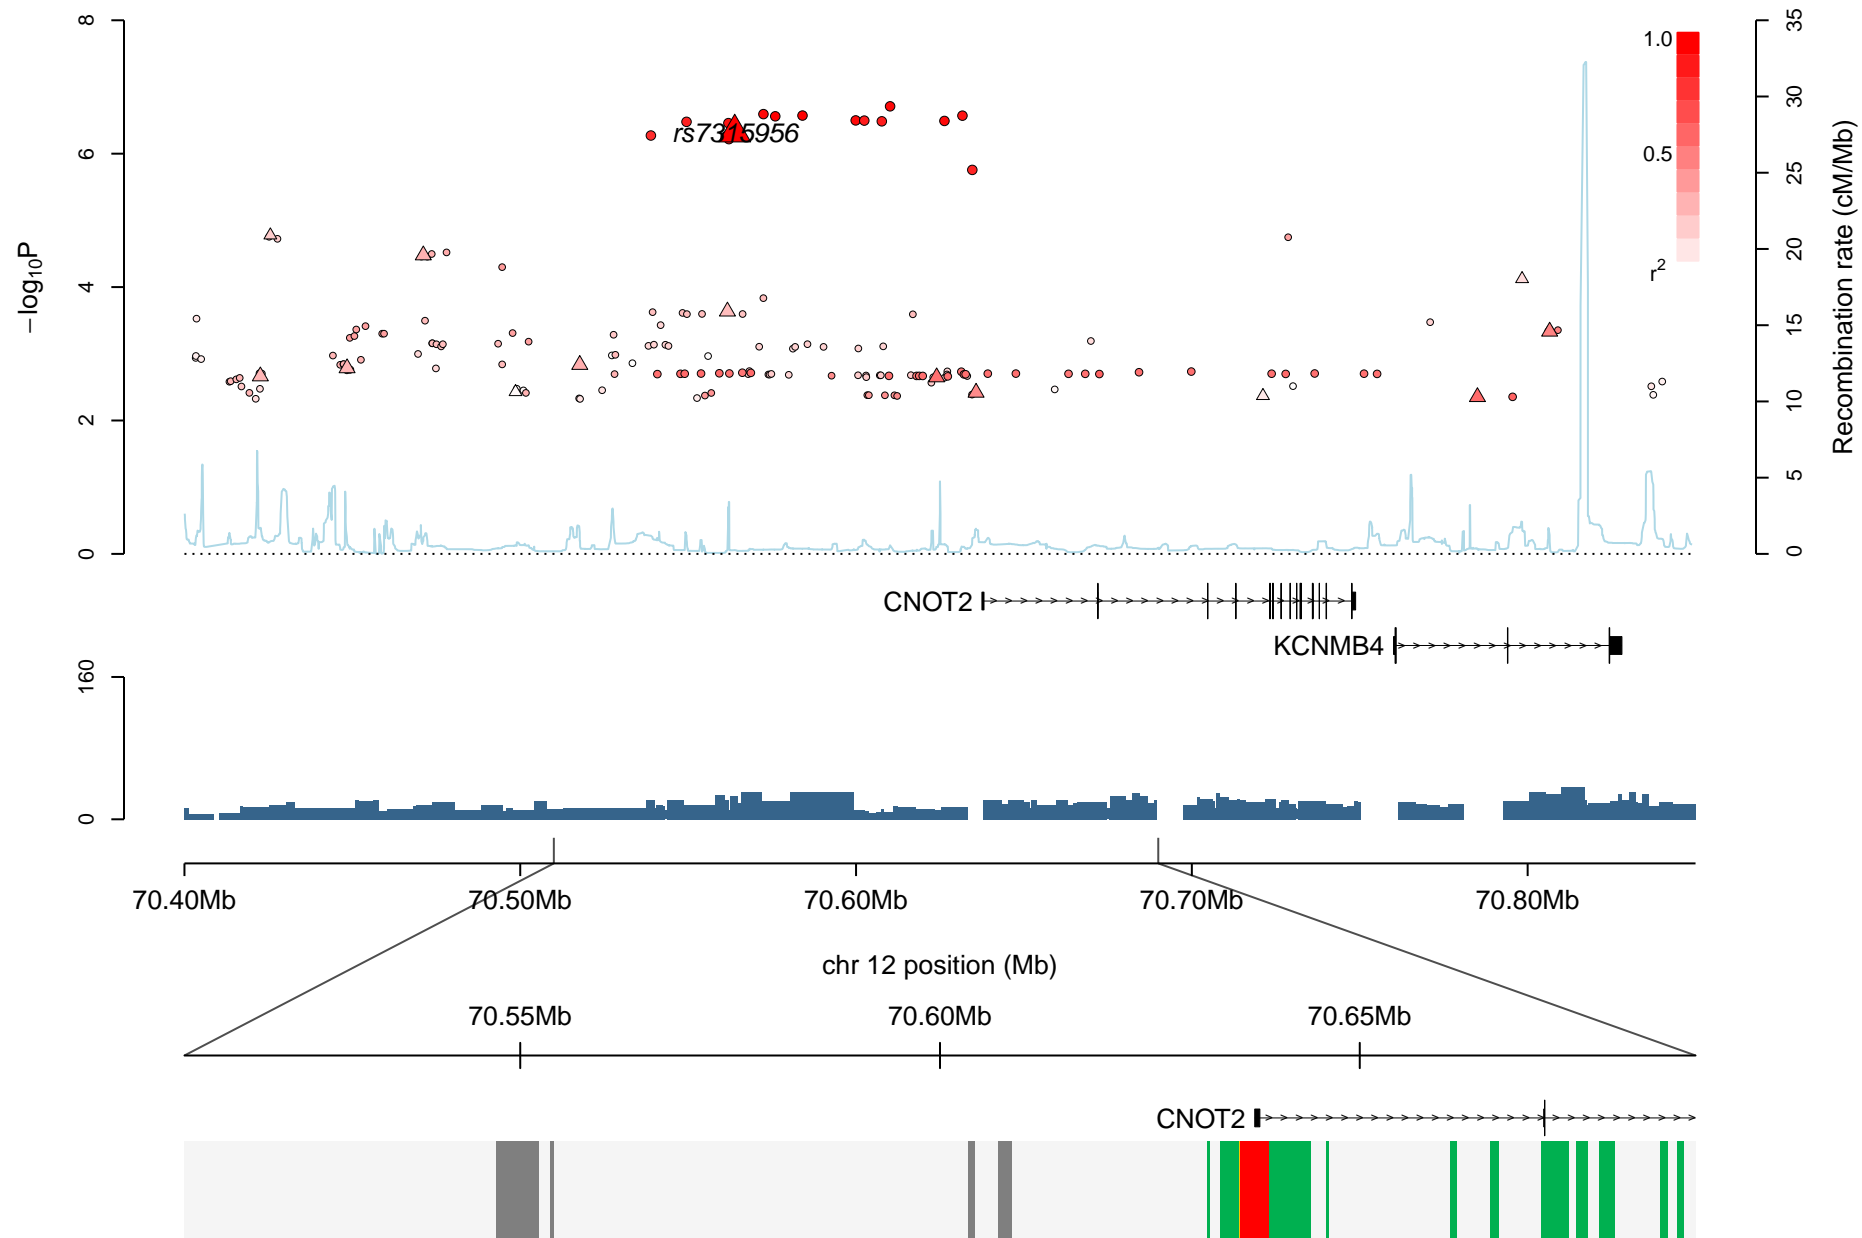 8
6
4
2
0
−log10P
35
30
25
20
15
10
5
0
Recombination rate (cM/Mb)
1.0
0.5
r2
rs7315956
CNOT2
KCNMB4
160
0
70.40Mb 70.50Mb 70.60Mb 70.70Mb 70.80Mb
chr 12 position (Mb)
70.55Mb 70.60Mb 70.65Mb
CNOT2